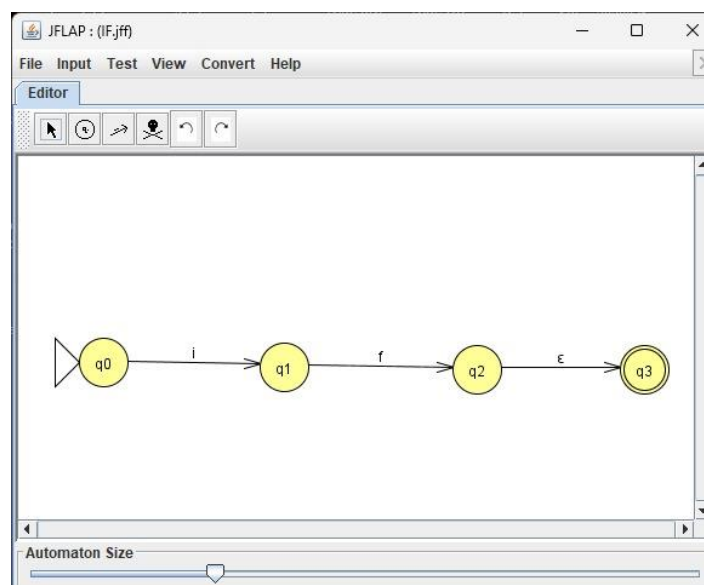 JFLAP : (IF.jff)
File Input Test View Convert Help
Editor
q
q0
i
q1
f
q2
ε
q3
Automaton Size